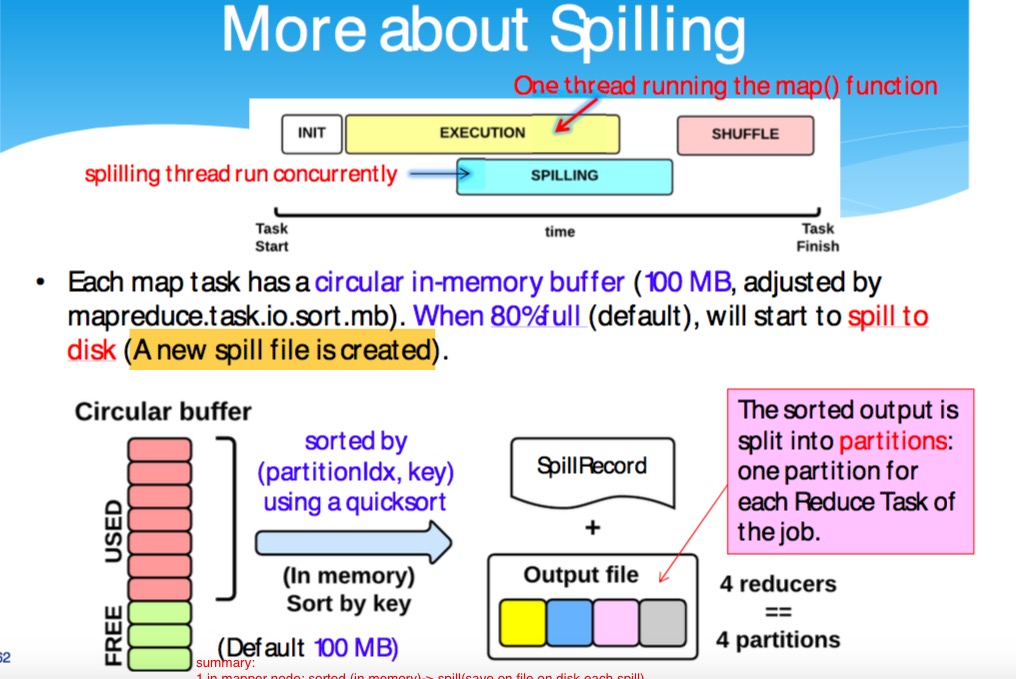 More about Spilling
One thread running the map() function
INIT
EXECUTION
SHUFFLE
splilling thread run concurrently
SPILLING
Task
Start
time
Task
Finish
• Each map task has a circular in-memory buffer (100 MB, adjusted by
mapreduce.task.io.sort.mb). When 80%full (default), will start to spill to
disk (A new spill file is created).
Circular buffer
USED
FREE
sorted by
(partitionIdx, key)
using a quicksort
(In memory)
Sort by key
(Default 100 MB)
SpillRecord
+
Output file
The sorted output is
split into partitions:
one partition for
each Reduce Task of
the job.
4 reducers
==
4 partitions
62
summary:
1.in mapper node: sorted (in memory)-> spill(save on file on disk each spill)